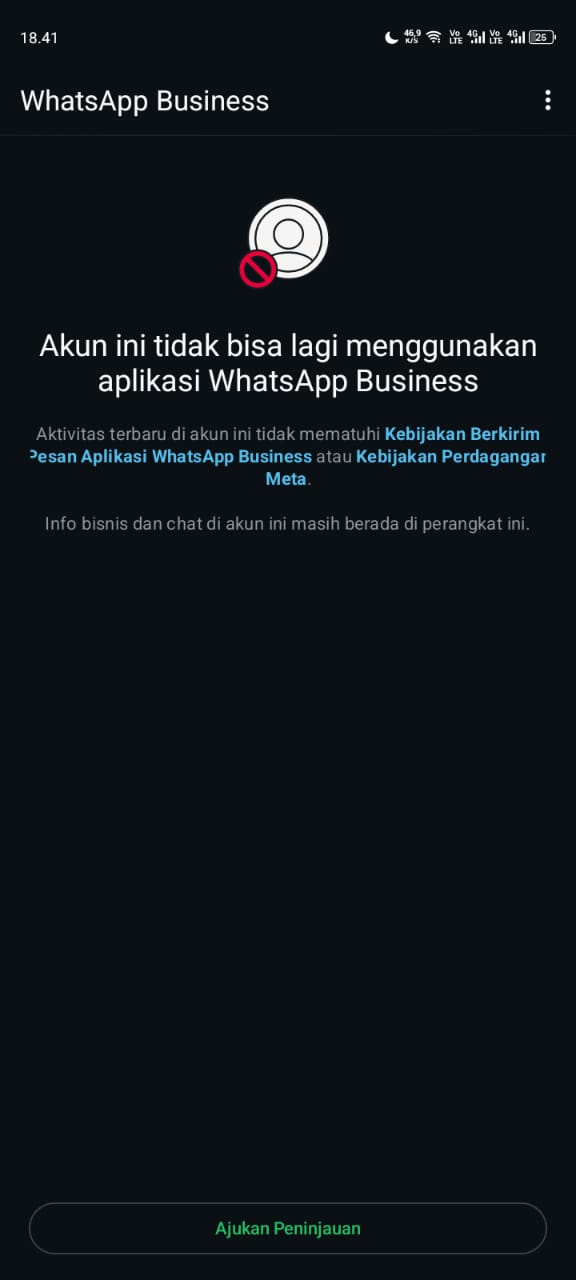 18.41
46,9 K/S Vo LTE 4G Vo LTE 4G 25
WhatsApp Business
Akun ini tidak bisa lagi menggunakan
aplikasi WhatsApp Business
Aktivitas terbaru di akun ini tidak mematuhi Kebijakan Berkirim
Pesan Aplikasi WhatsApp Business atau Kebijakan Perdagangan
Meta.
Info bisnis dan chat di akun ini masih berada di perangkat ini.
Ajukan Peninjauan